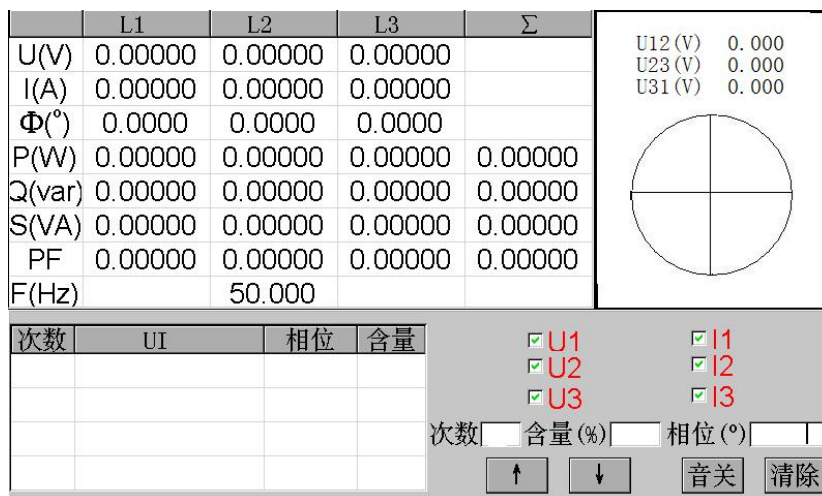 L1 L2 L3 Σ
U(V) 0.00000 0.00000 0.00000
I(A) 0.00000 0.00000 0.00000
Φ(°) 0.0000 0.0000 0.0000
P(W) 0.00000 0.00000 0.00000 0.00000
Q(var) 0.00000 0.00000 0.00000 0.00000
S(VA) 0.00000 0.00000 0.00000 0.00000
PF 0.00000 0.00000 0.00000 0.00000
F(Hz) 50.000
U12(V) 0.000
U23(V) 0.000
U31(V) 0.000
次数 UI 相位 含量
U1 I1
U2 I2
U3 I3
次数 含量(%) 相位(°)
↑ ↓ 音关 清除